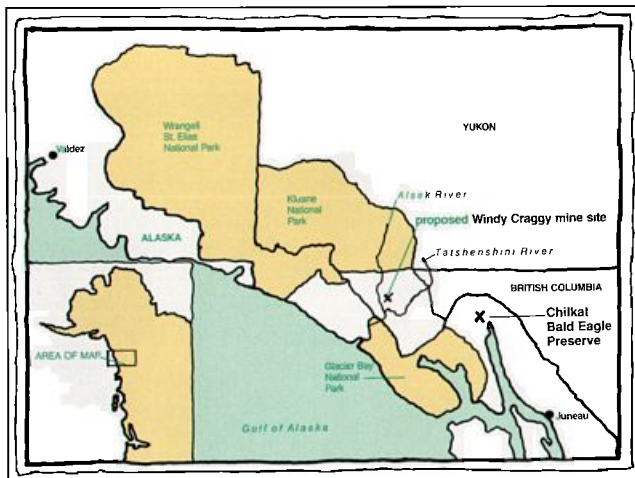 Wrangell
St. Elias
National Park
YUKON
Valdez
Kluane
National
Park
Alsek River
proposed Windy Craggy mine site
ALASKA
Tatshenshini River
BRITISH COLUMBIA
Chilkat
Bald Eagle
Preserve
AREA OF MAP
Glacier Bay
National
Park
Juneau
Gulf of Alaska